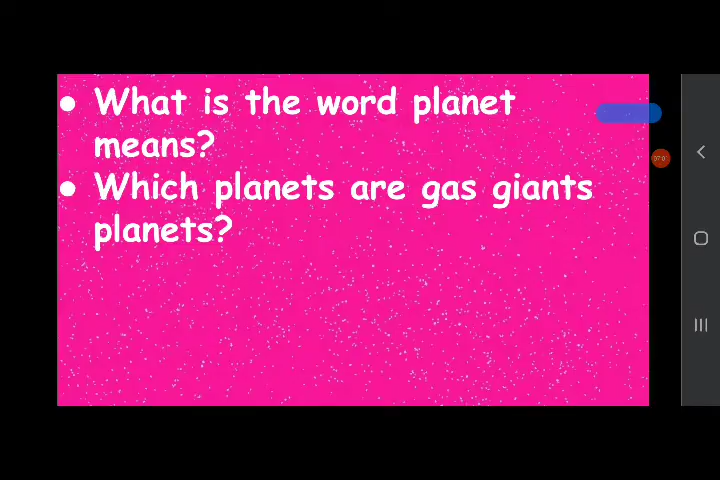 ● What is the word planet
means?
● Which planets are gas giants
planets?